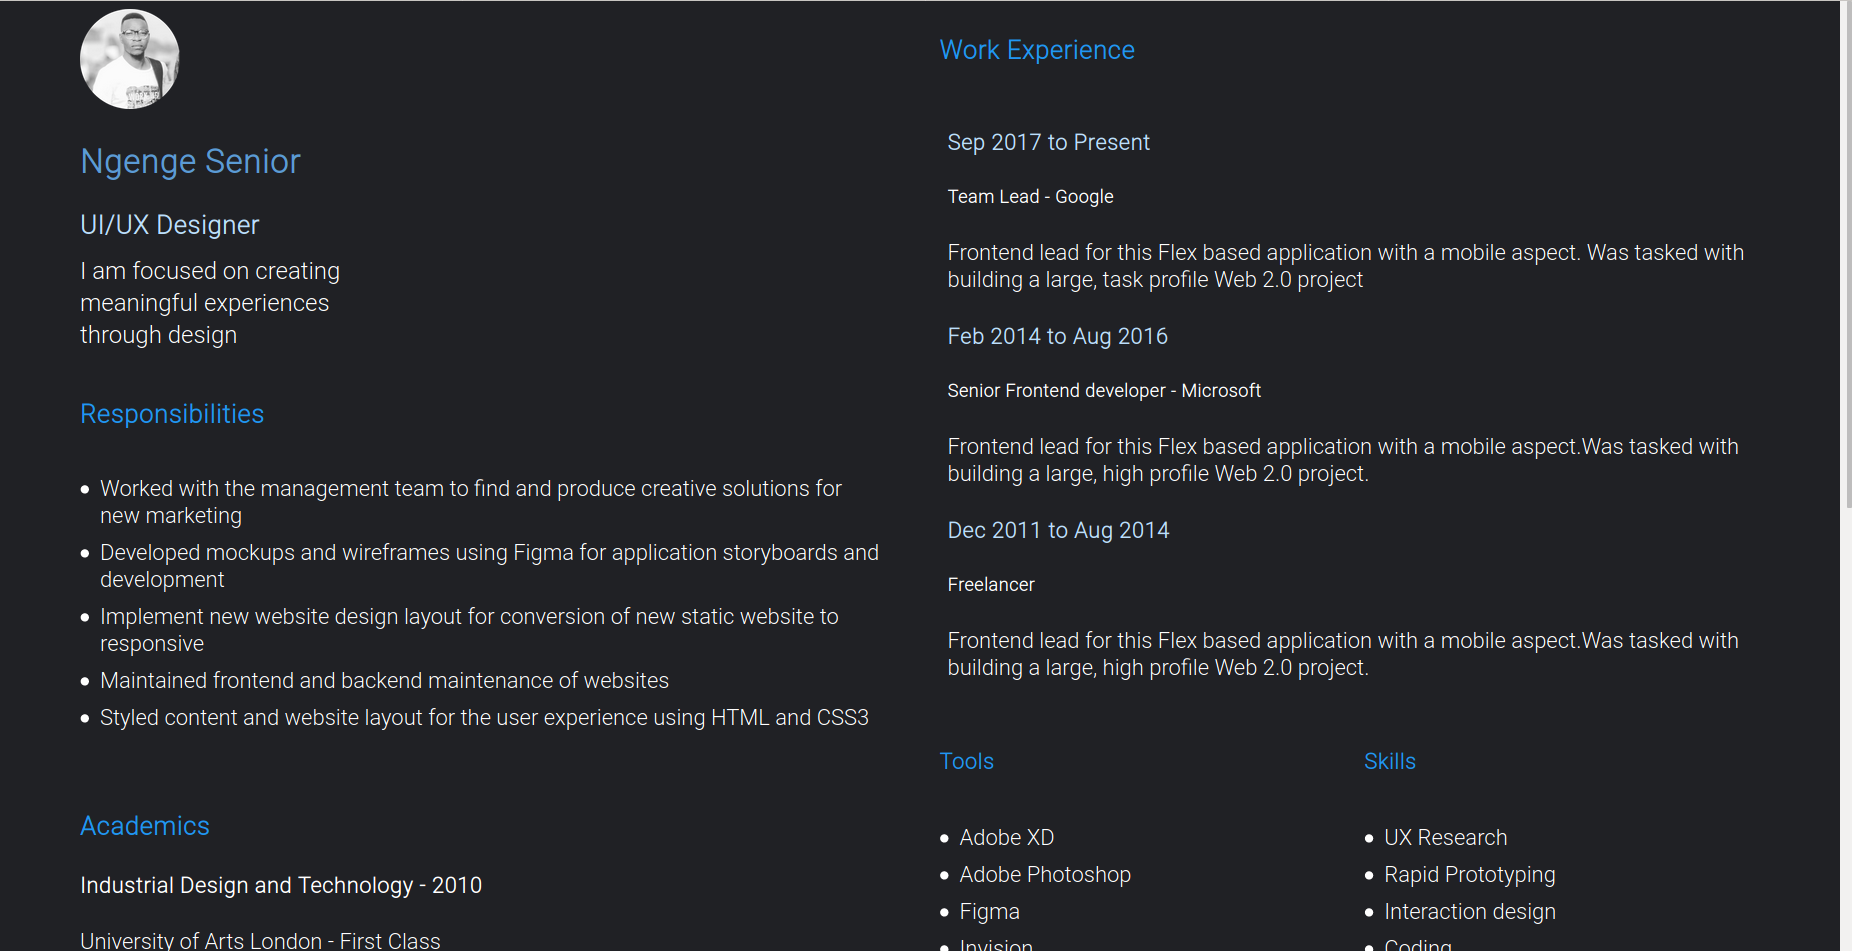 Ngenge Senior
UI/UX Designer
I am focused on creating
meaningful experiences
through design
Responsibilities
Worked with the management team to find and produce creative solutions for
new marketing
Developed mockups and wireframes using Figma for application storyboards and
development
Implement new website design layout for conversion of new static website to
responsive
Maintained frontend and backend maintenance of websites
Styled content and website layout for the user experience using HTML and CSS3
Academics
Industrial Design and Technology - 2010
University of Arts London - First Class
Work Experience
Sep 2017 to Present
Team Lead - Google
Frontend lead for this Flex based application with a mobile aspect. Was tasked with
building a large, task profile Web 2.0 project
Feb 2014 to Aug 2016
Senior Frontend developer - Microsoft
Frontend lead for this Flex based application with a mobile aspect.Was tasked with
building a large, high profile Web 2.0 project.
Dec 2011 to Aug 2014
Freelancer
Frontend lead for this Flex based application with a mobile aspect.Was tasked with
building a large, high profile Web 2.0 project.
Tools
Adobe XD
Adobe Photoshop
Figma
Invision
Skills
UX Research
Rapid Prototyping
Interaction design
Coding